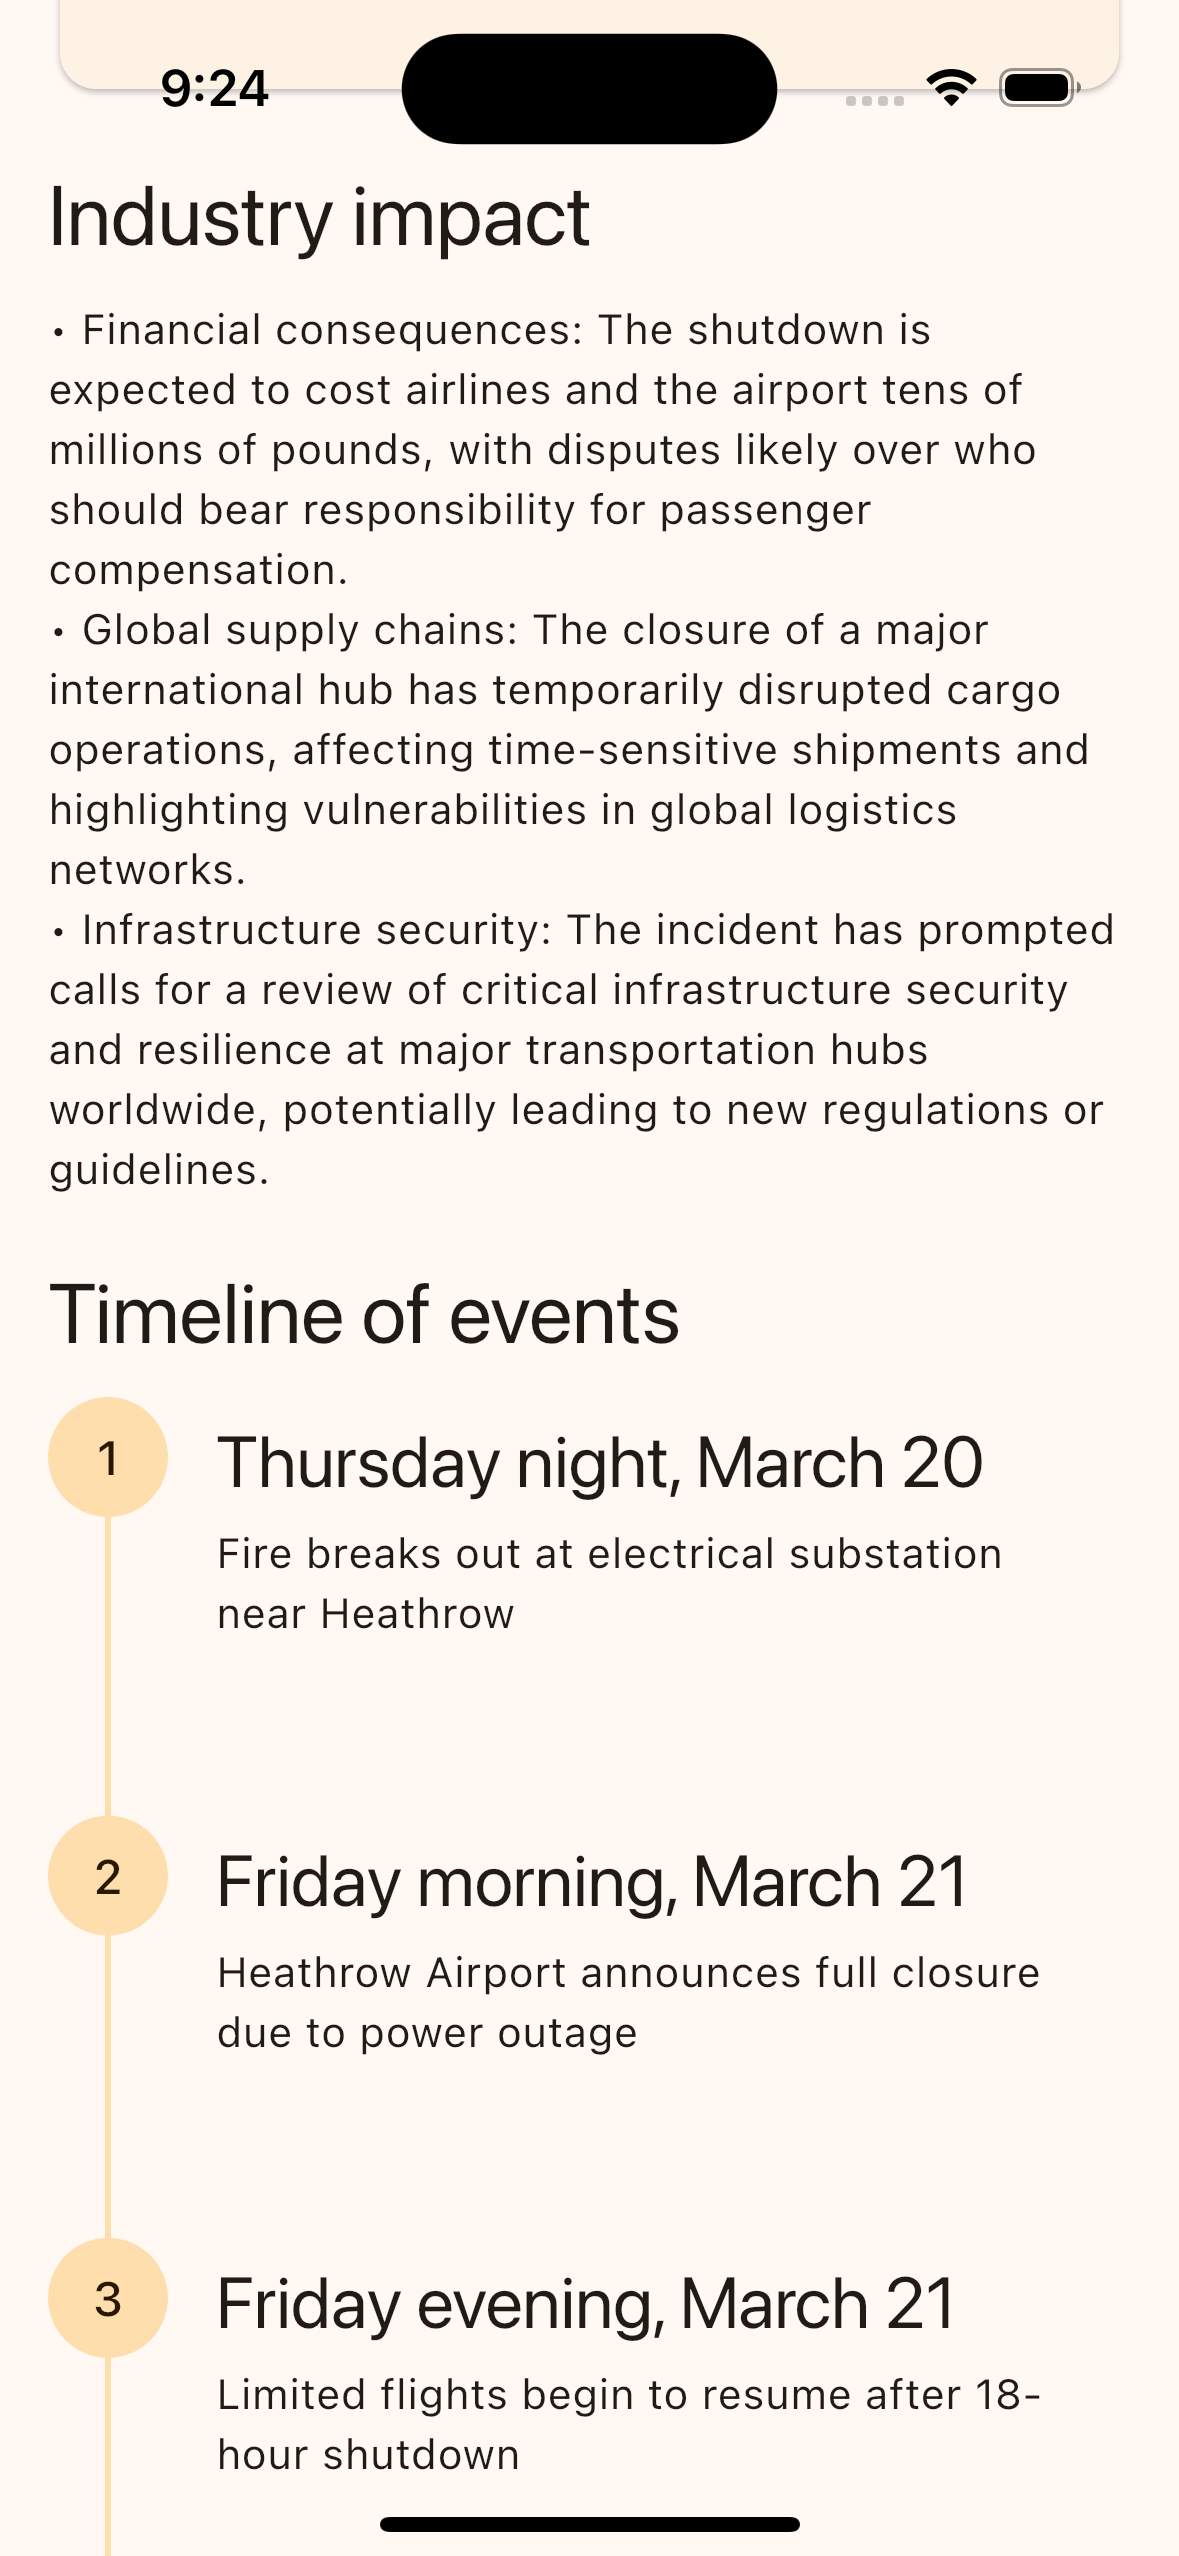 9:24
Industry impact
• Financial consequences: The shutdown is
expected to cost airlines and the airport tens of
millions of pounds, with disputes likely over who
should bear responsibility for passenger
compensation.
• Global supply chains: The closure of a major
international hub has temporarily disrupted cargo
operations, affecting time-sensitive shipments and
highlighting vulnerabilities in global logistics
networks.
• Infrastructure security: The incident has prompted
calls for a review of critical infrastructure security
and resilience at major transportation hubs
worldwide, potentially leading to new regulations or
guidelines.
Timeline of events
1
Thursday night, March 20
Fire breaks out at electrical substation
near Heathrow
2
Friday morning, March 21
Heathrow Airport announces full closure
due to power outage
3
Friday evening, March 21
Limited flights begin to resume after 18-
hour shutdown